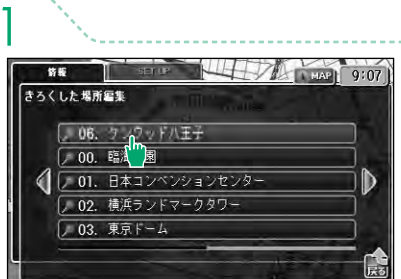 1
情報 SET UP MAP 9:07
きろくした場所編集
06. ケンウッド八王子
00. 臨海 園
01. 日本コンベンションセンター
02. 横浜ランドマークタワー
03. 東京ドーム
戻る